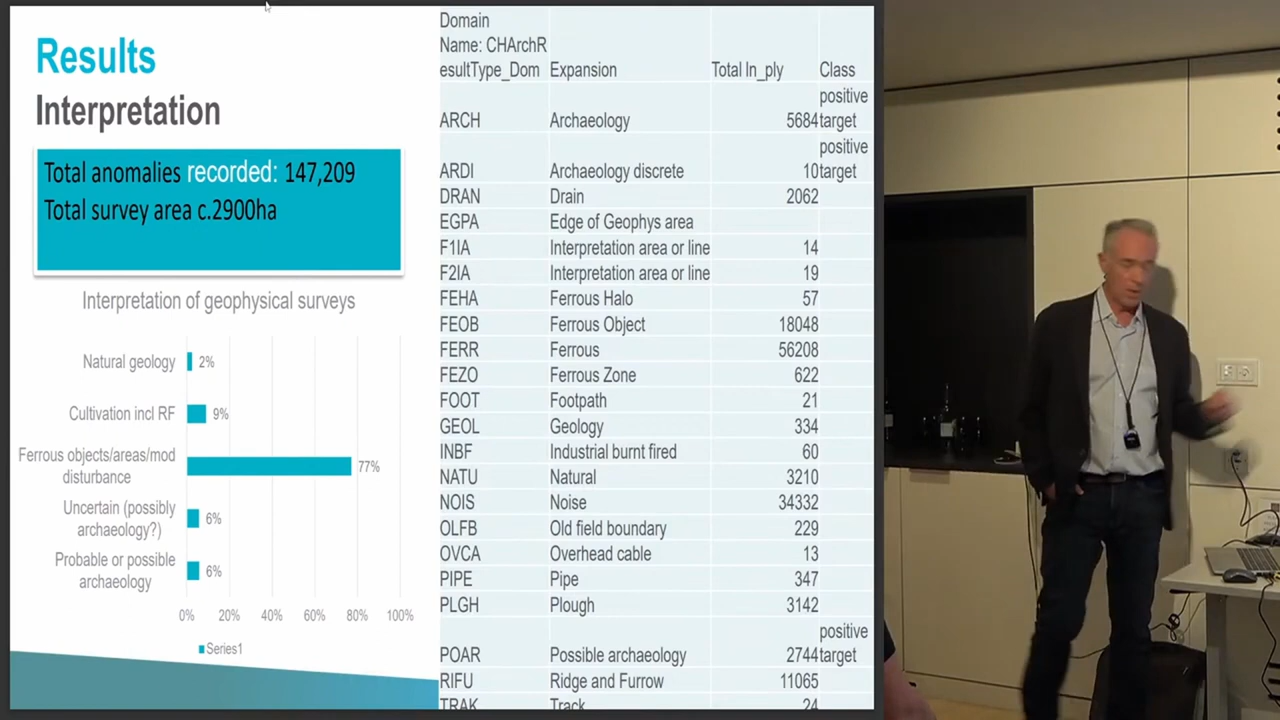 Results
Interpretation
Total anomalies recorded: 147,209
Total survey area c.2900ha
Interpretation of geophysical surveys
Natural geology 2%
Cultivation incl RF 9%
Ferrous objects/areas/mod
disturbance 77%
Uncertain (possibly
archaeology?) 6%
Probable or possible
archaeology 6%
0% 20% 40% 60% 80% 100%
Series1
Domain
Name: CHArchR
esultType_Dom Expansion Total ln_ply Class
positive
ARCH Archaeology 5684 target
positive
ARDI Archaeology discrete 10 target
DRAN Drain 2062
EGPA Edge of Geophys area
F1IA Interpretation area or line 14
F2IA Interpretation area or line 19
FEHA Ferrous Halo 57
FEOB Ferrous Object 18048
FERR Ferrous 56208
FEZO Ferrous Zone 622
FOOT Footpath 21
GEOL Geology 334
INBF Industrial burnt fired 60
NATU Natural 3210
NOIS Noise 34332
OLFB Old field boundary 229
OVCA Overhead cable 13
PIPE Pipe 347
PLGH Plough 3142
positive
POAR Possible archaeology 2744 target
RIFU Ridge and Furrow 11065
TRAK Track 24